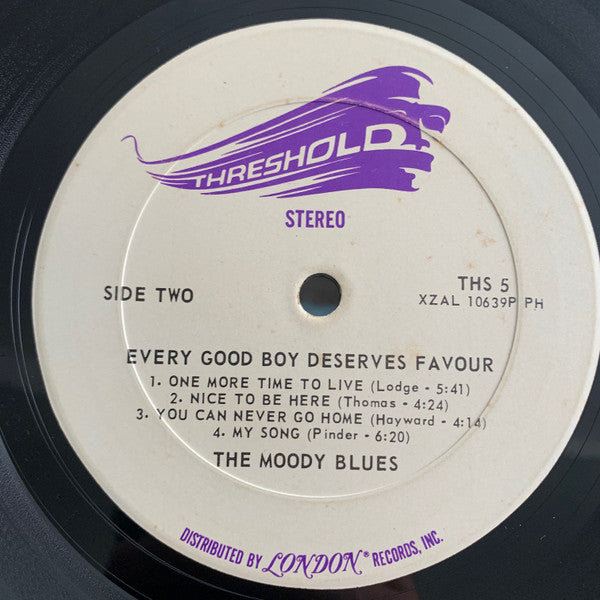 THRESHOLD
STEREO
SIDE TWO
THS 5
XZAL 10639P PH
EVERY GOOD BOY DESERVES FAVOUR
1. ONE MORE TIME TO LIVE (Lodge - 5:41)
2. NICE TO BE HERE (Thomas - 4:24)
3. YOU CAN NEVER GO HOME (Hayward - 4:14)
4. MY SONG (Pinder - 6:20)
THE MOODY BLUES
DISTRIBUTED BY LONDON® RECORDS, INC.